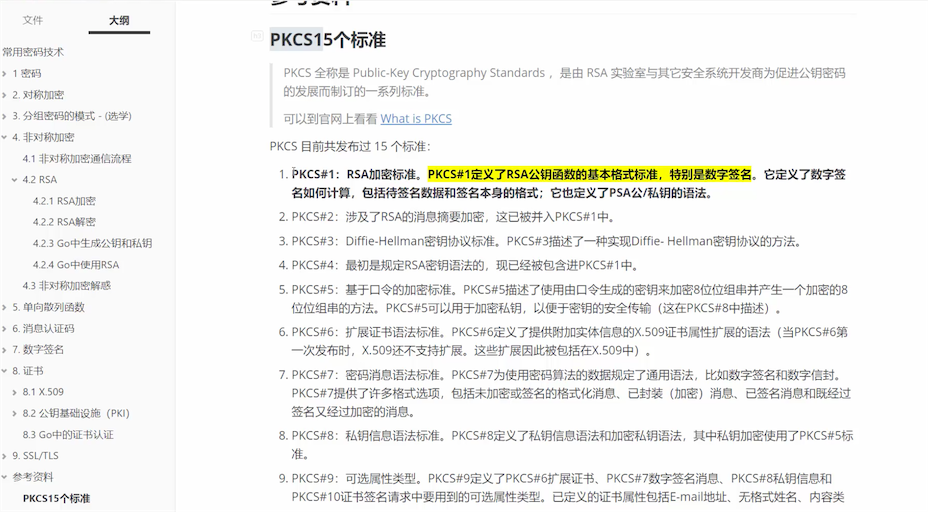 文件 大纲
常用密码技术
1 密码
2. 对称加密
3. 分组密码的模式 - (选学)
4. 非对称加密
4.1 非对称加密通信流程
4.2 RSA
4.2.1 RSA加密
4.2.2 RSA解密
4.2.3 Go中生成公钥和私钥
4.2.4 Go中使用RSA
4.3 非对称加密解惑
5. 单向散列函数
6. 消息认证码
7. 数字签名
8. 证书
8.1 X.509
8.2 公钥基础设施（PKI）
8.3 Go中的证书认证
9. SSL/TLS
参考资料
PKCS15个标准
参考资料
PKCS15个标准
PKCS 全称是 Public-Key Cryptography Standards ，是由 RSA 实验室与其它安全系统开发商为促进公钥密码
的发展而制订的一系列标准。
可以到官网上看看 What is PKCS
PKCS 目前共发布过 15 个标准：
1. PKCS#1：RSA加密标准。PKCS#1定义了RSA公钥函数的基本格式标准，特别是数字签名。它定义了数字签
名如何计算，包括待签名数据和签名本身的格式；它也定义了PSA公/私钥的语法。
2. PKCS#2：涉及了RSA的消息摘要加密，这已被并入PKCS#1中。
3. PKCS#3：Diffie-Hellman密钥协议标准。PKCS#3描述了一种实现Diffie- Hellman密钥协议的方法。
4. PKCS#4：最初是规定RSA密钥语法的，现已经被包含进PKCS#1中。
5. PKCS#5：基于口令的加密标准。PKCS#5描述了使用由口令生成的密钥来加密8位位组串并产生一个加密的8
位位组串的方法。PKCS#5可以用于加密私钥，以便于密钥的安全传输（这在PKCS#8中描述）。
6. PKCS#6：扩展证书语法标准。PKCS#6定义了提供附加实体信息的X.509证书属性扩展的语法（当PKCS#6第
一次发布时，X.509还不支持扩展。这些扩展因此被包括在X.509中）。
7. PKCS#7：密码消息语法标准。PKCS#7为使用密码算法的数据规定了通用语法，比如数字签名和数字信封。
PKCS#7提供了许多格式选项，包括未加密或签名的格式化消息、已封装（加密）消息、已签名消息和既经过
签名又经过加密的消息。
8. PKCS#8：私钥信息语法标准。PKCS#8定义了私钥信息语法和加密私钥语法，其中私钥加密使用了PKCS#5标
准。
9. PKCS#9：可选属性类型。PKCS#9定义了PKCS#6扩展证书、PKCS#7数字签名消息、PKCS#8私钥信息和
PKCS#10证书签名请求中要用到的可选属性类型。已定义的证书属性包括E-mail地址、无格式姓名、内容类